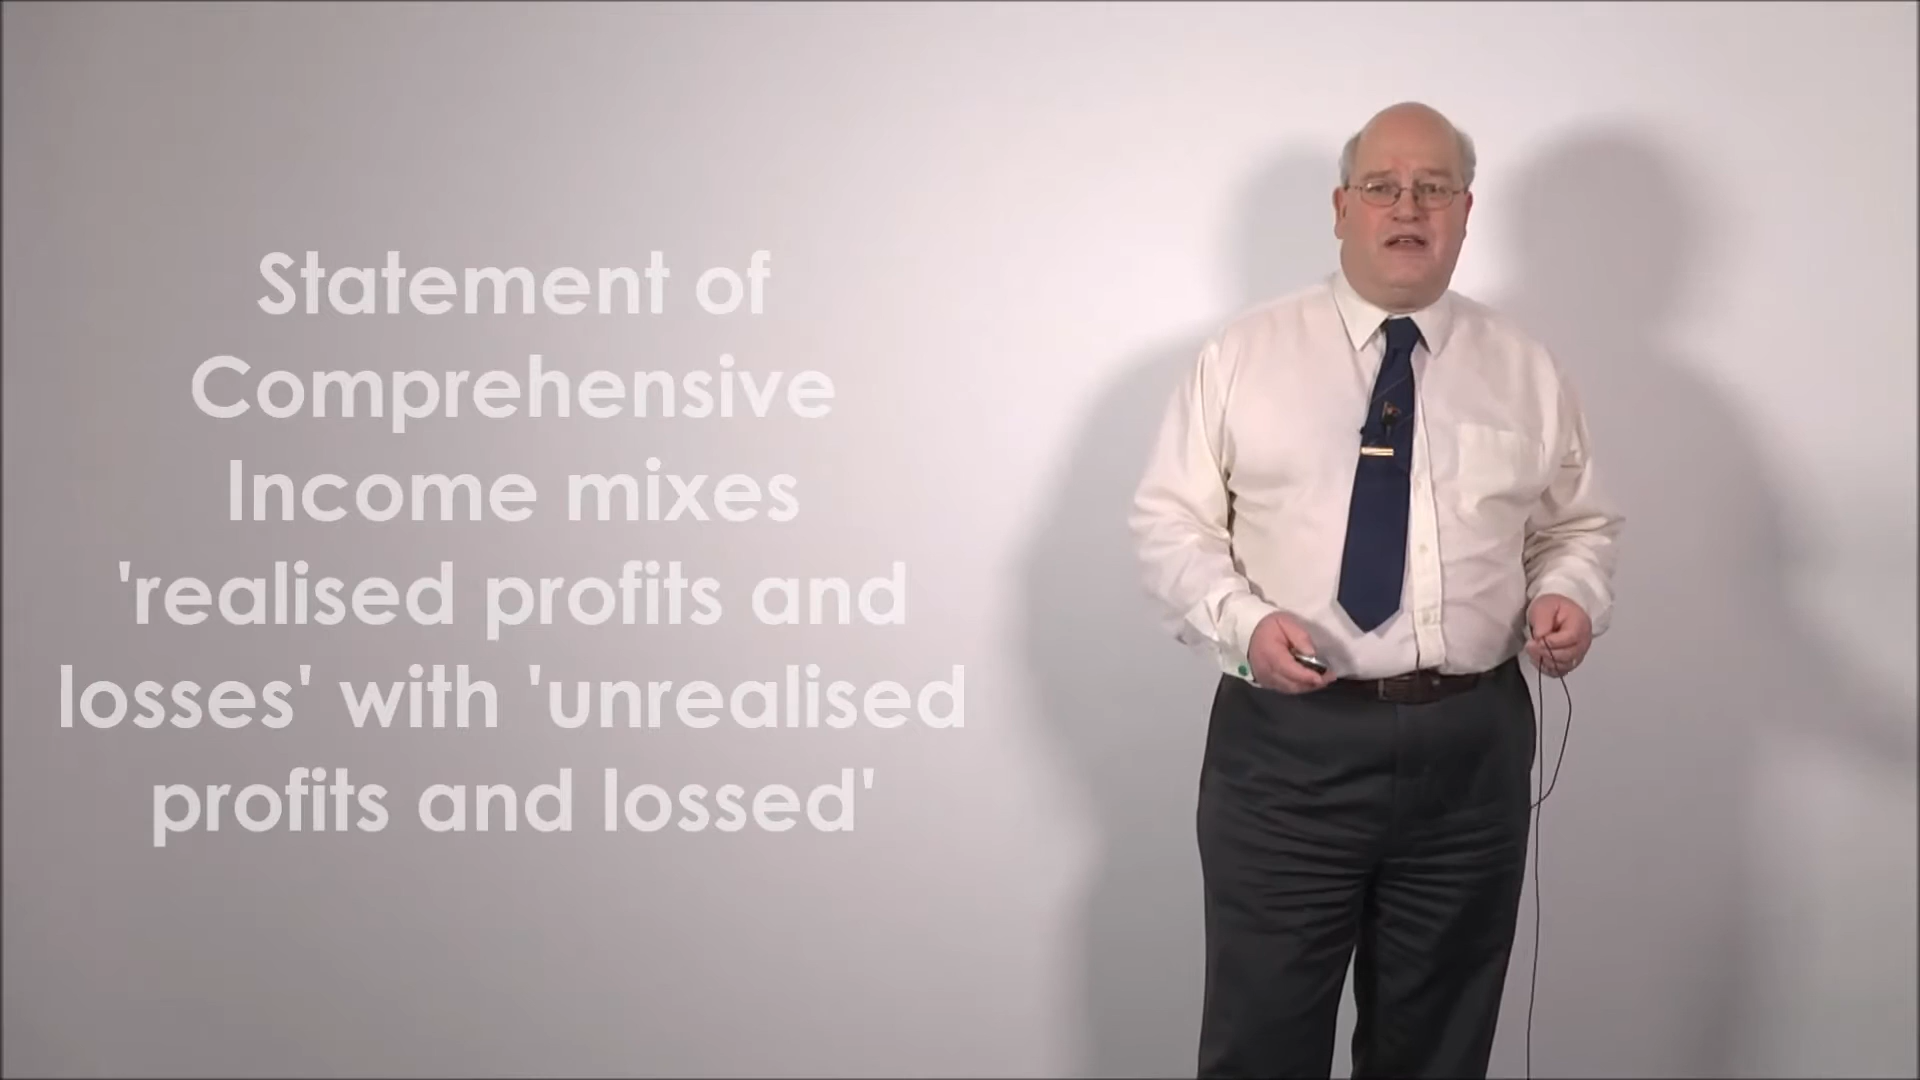 Statement of
Comprehensive
Income mixes
'realised profits and
losses' with 'unrealised
profits and lossed'